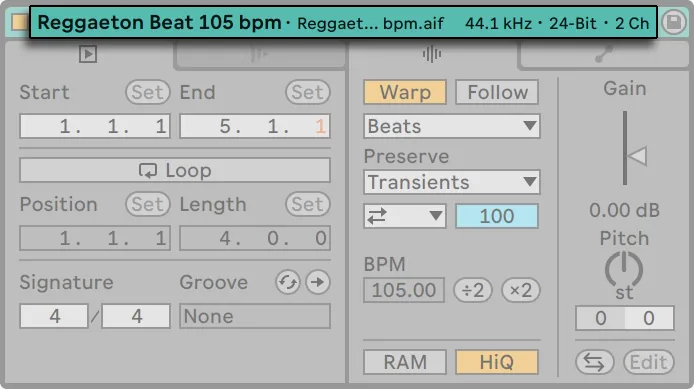 Reggaeton Beat 105 bpm · Reggaet... bpm.aif 44.1 kHz · 24-Bit · 2 Ch
Start Set End Set
1. 1. 1 5. 1. 1
Loop
Position Set Length Set
1. 1. 1 4. 0. 0
Signature Groove
4 / 4 None
Warp Follow
Beats
Preserve
Transients
100
BPM
105.00 ÷2 ×2
RAM HiQ
Gain
0.00 dB
Pitch
st
0 0
Edit